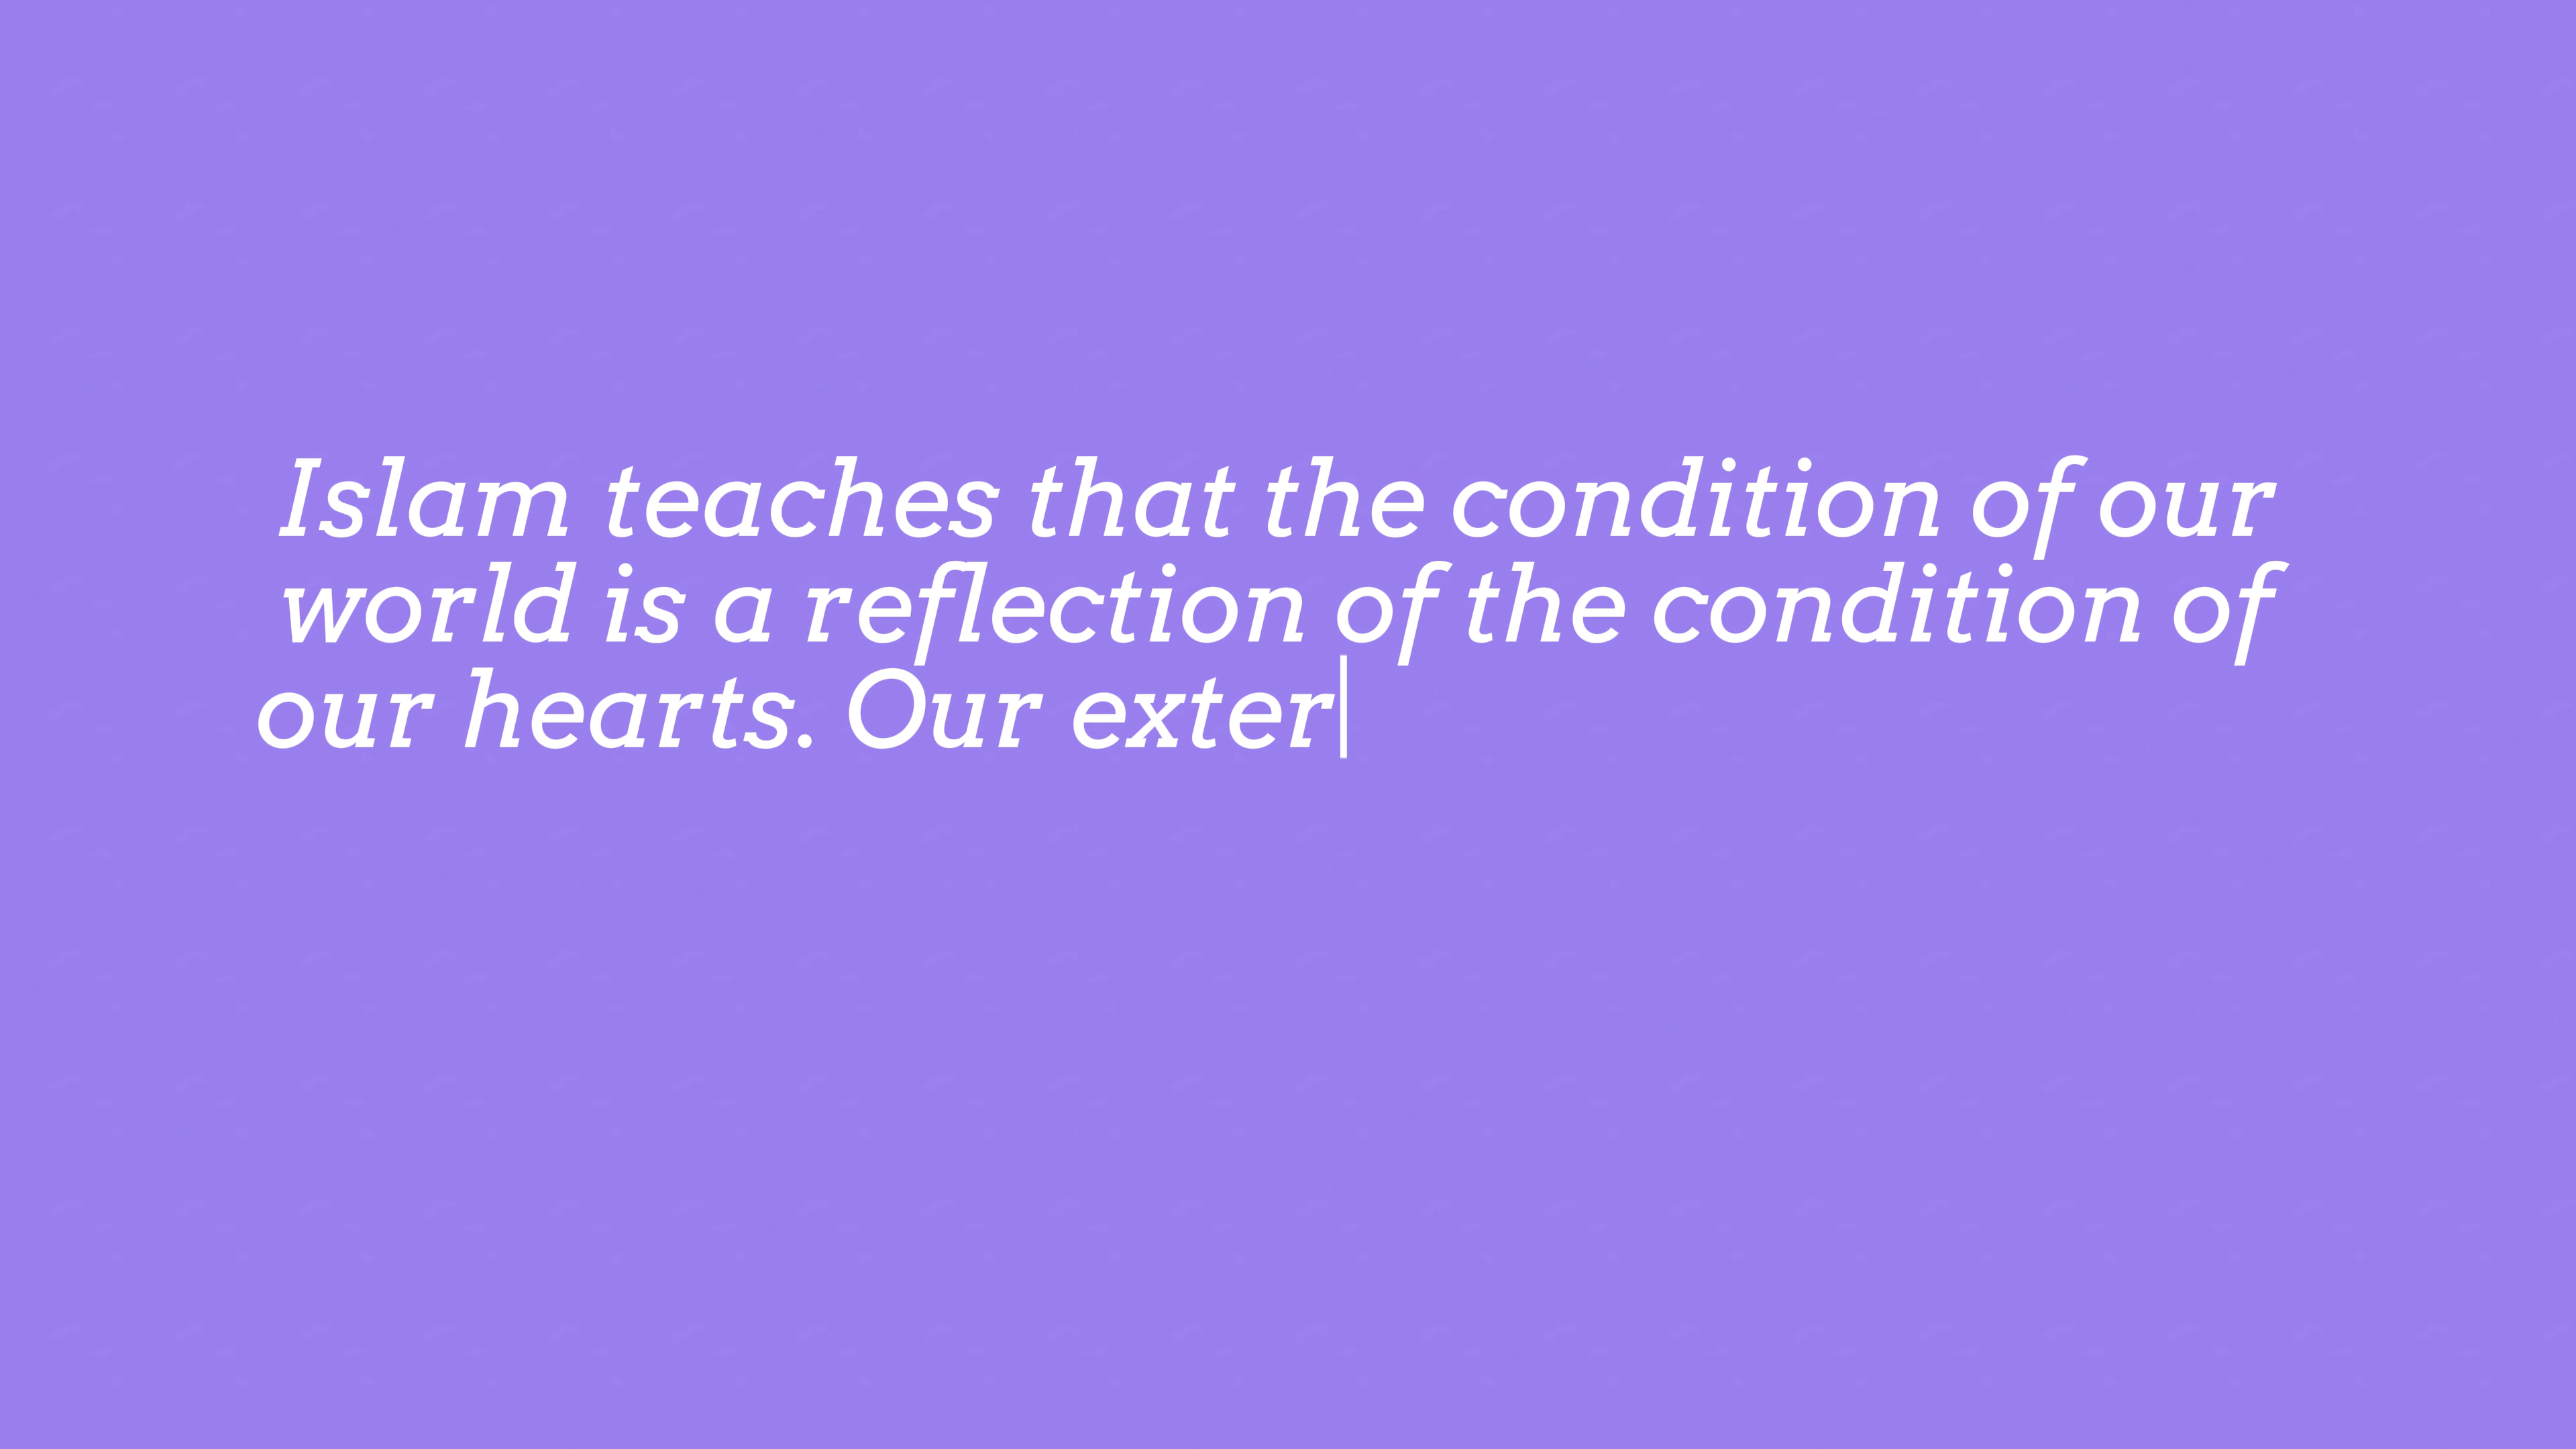 Islam teaches that the condition of our
world is a reflection of the condition of
our hearts. Our exter